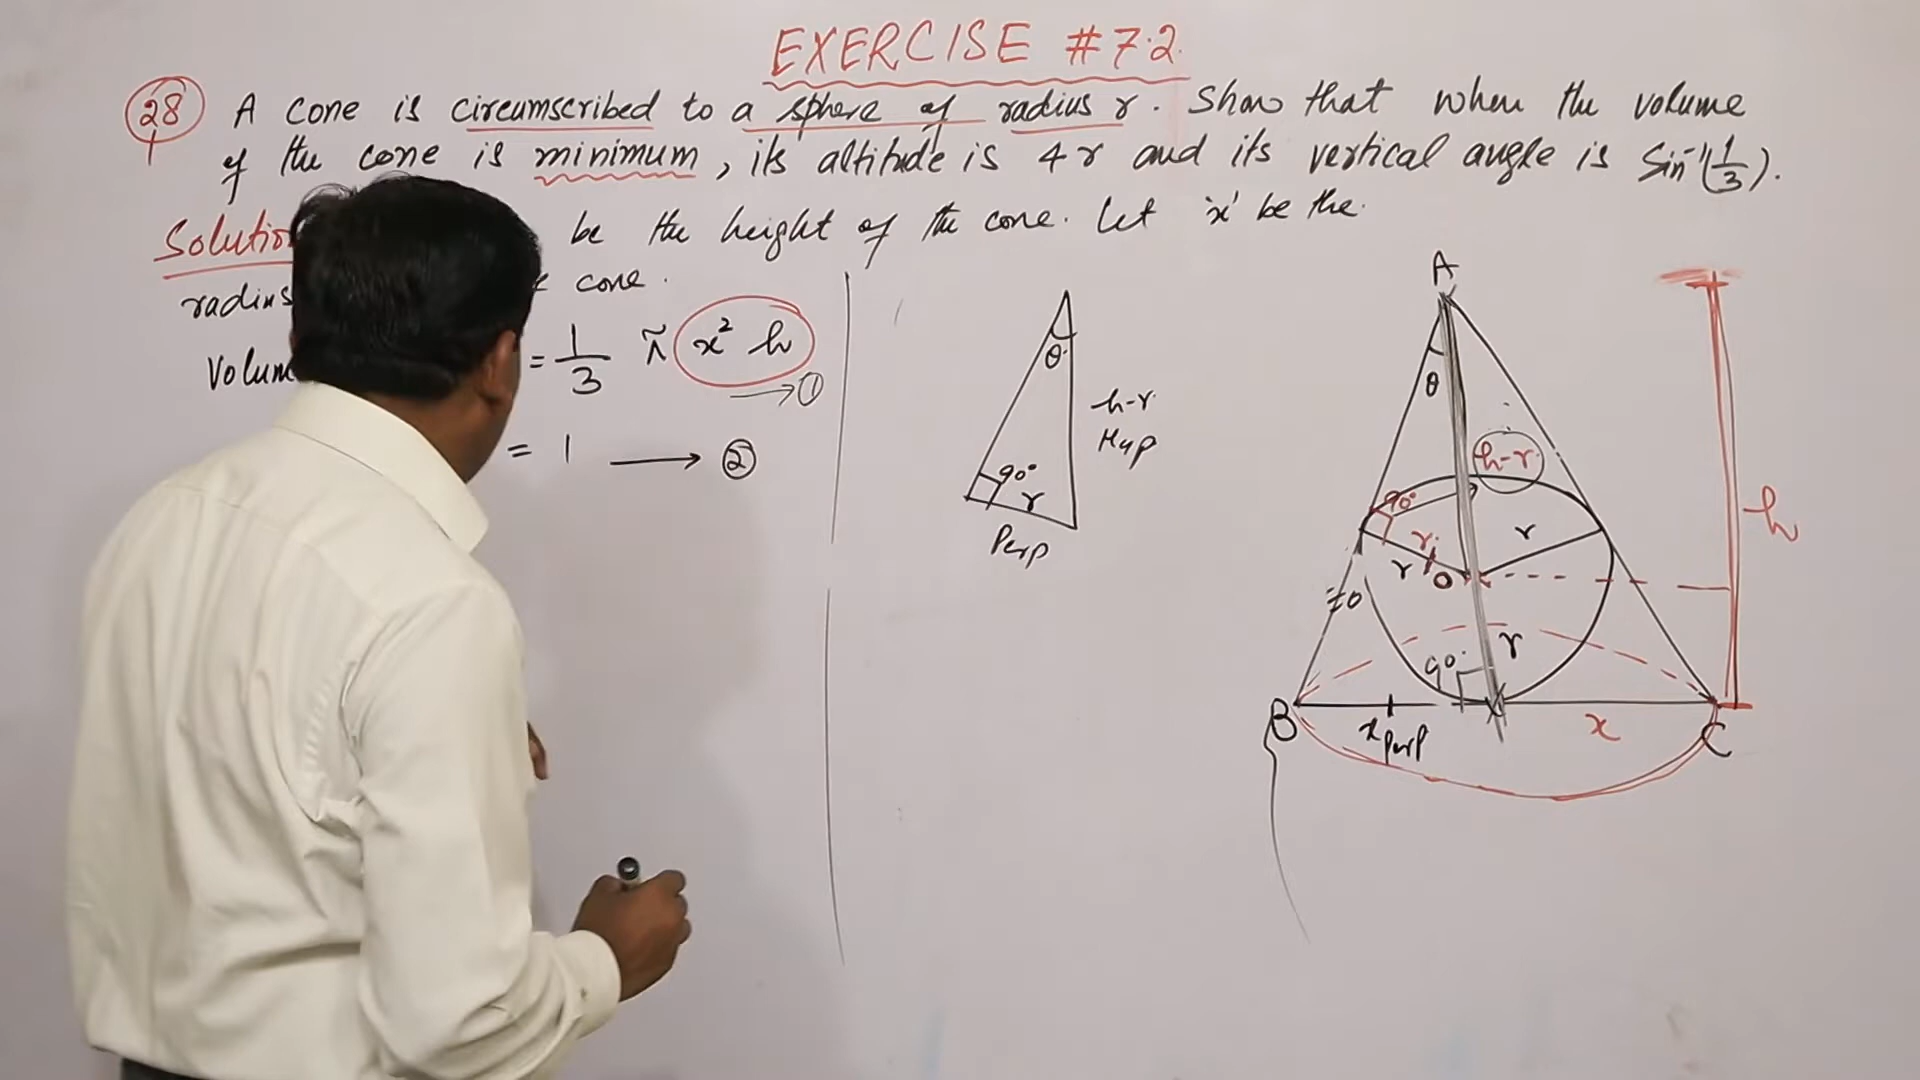 EXERCISE #7.2
28 A cone is circumscribed to a sphere of radius r. Show that when the volume
of the cone is minimum, its altitude is 4r and its vertical angle is Sin⁻¹(1/3).
Solution be the height of the cone. Let 'x' be the
radius cone.
Volum = 1/3 π x² h → ①
= 1 → ②
θ
h-r
Hyp
90°
r
Perp
A
θ
h-r
90°
r
r
r
O
h
r
90°
B
x
Perp
x
C